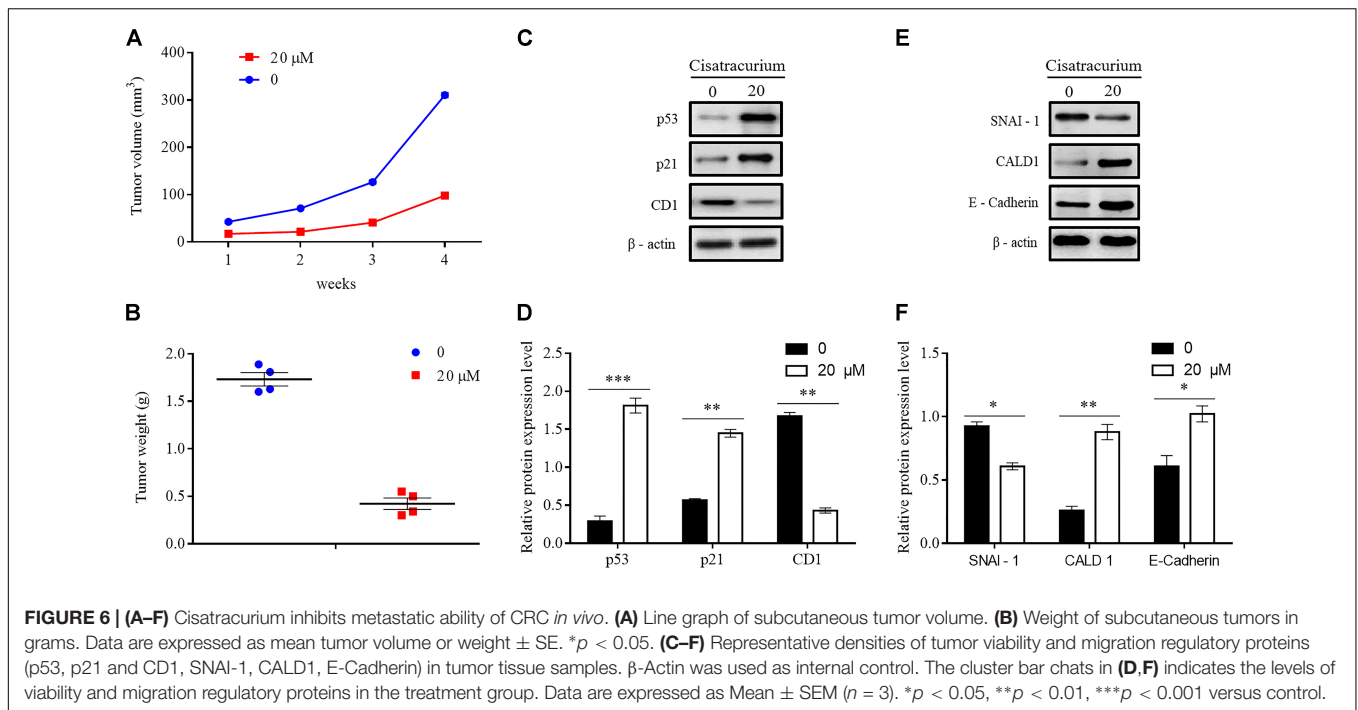 A
20 μM
0
Tumor volume (mm³)
400
300
200
100
0
1 2 3 4
weeks
B
0
20 μM
Tumor weight (g)
2.0
1.5
1.0
0.5
0.0
C
Cisatracurium
0 20
p53
p21
CD1
β - actin
D
0
20 μM
Relative protein expression level
2.5
2.0
1.5
1.0
0.5
0.0
*** ** **
p53 p21 CD1
E
Cisatracurium
0 20
SNAI - 1
CALD1
E - Cadherin
β - actin
F
0
20 μM
Relative protein expression level
1.5
1.0
0.5
0.0
* ** *
SNAI - 1 CALD 1 E-Cadherin
FIGURE 6 | (A–F) Cisatracurium inhibits metastatic ability of CRC in vivo. (A) Line graph of subcutaneous tumor volume. (B) Weight of subcutaneous tumors in
grams. Data are expressed as mean tumor volume or weight ± SE. *p < 0.05. (C–F) Representative densities of tumor viability and migration regulatory proteins
(p53, p21 and CD1, SNAI-1, CALD1, E-Cadherin) in tumor tissue samples. β-Actin was used as internal control. The cluster bar chats in (D,F) indicates the levels of
viability and migration regulatory proteins in the treatment group. Data are expressed as Mean ± SEM (n = 3). *p < 0.05, **p < 0.01, ***p < 0.001 versus control.